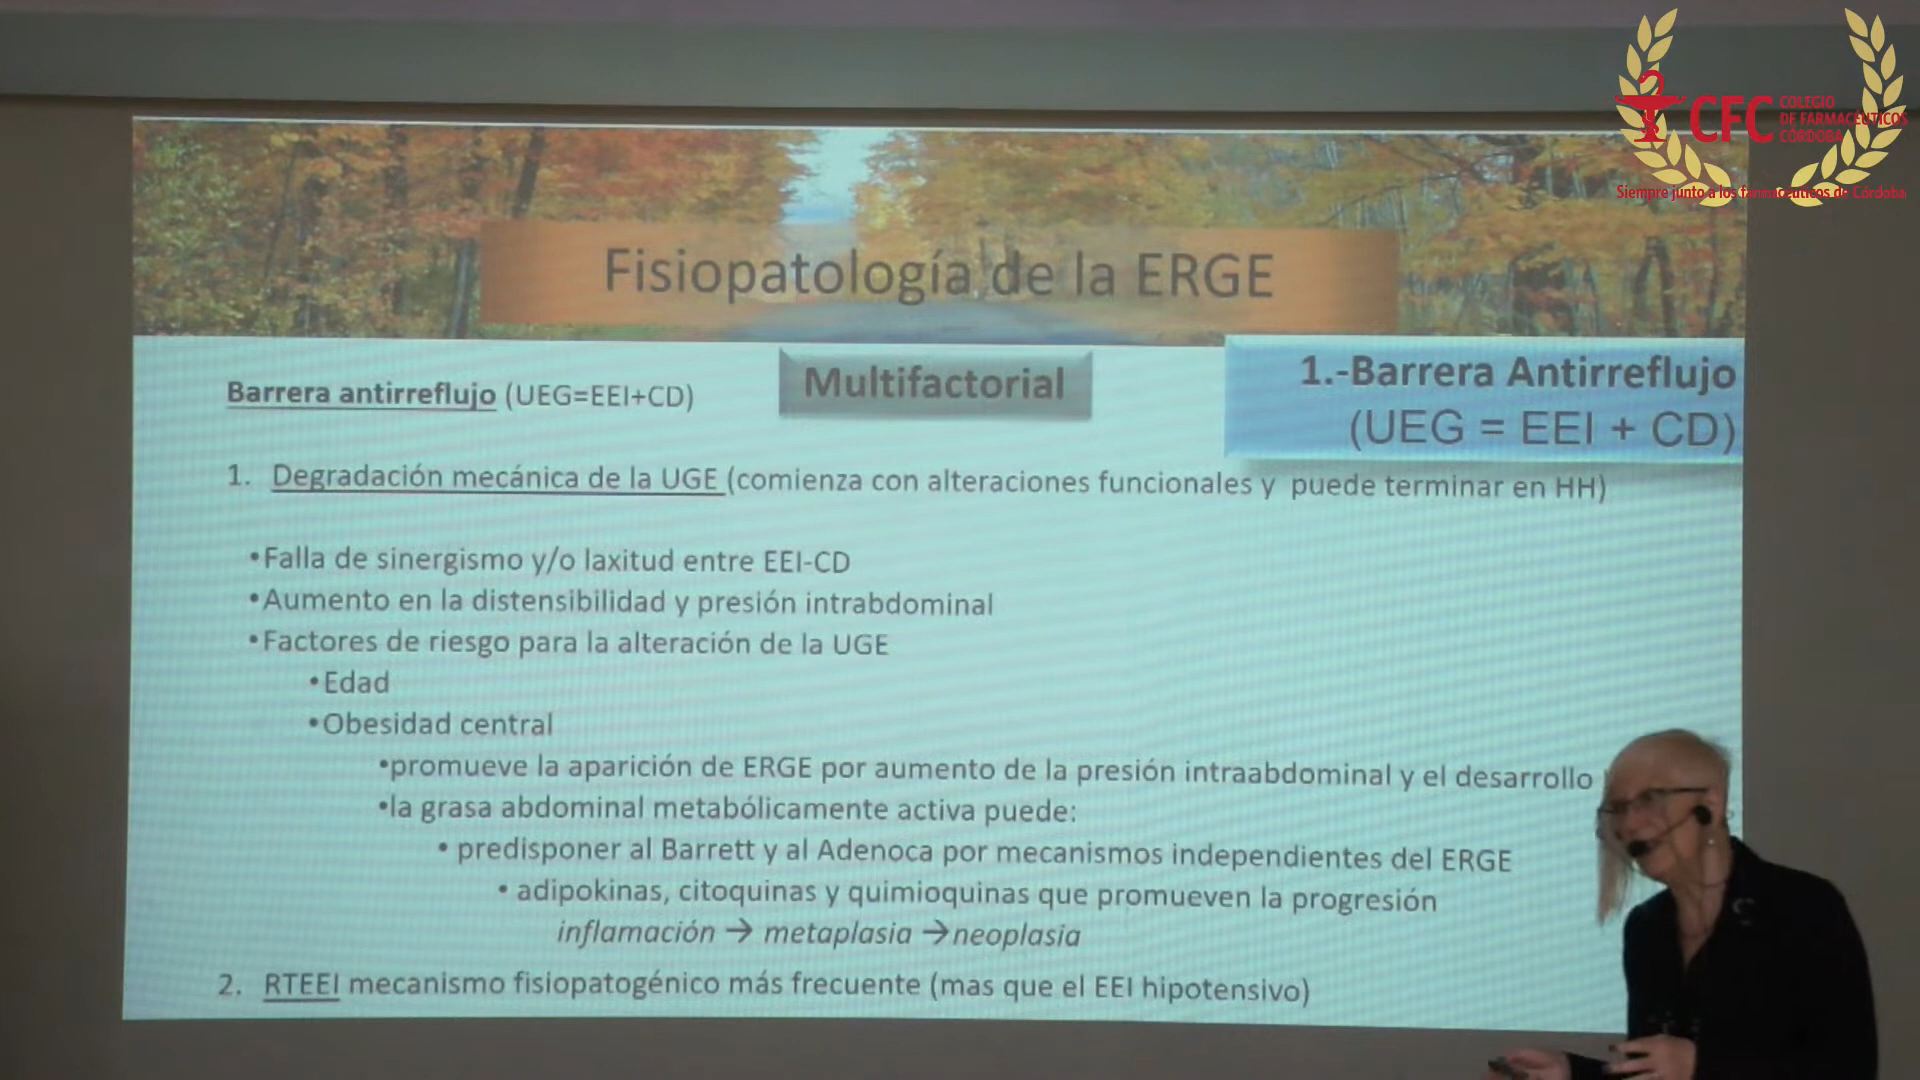 CFC
COLEGIO
DE FARMACÉUTICOS
CÓRDOBA
Siempre junto a los farmacéuticos de Córdoba
Fisiopatología de la ERGE
Multifactorial
1.-Barrera Antirreflujo
(UEG = EEI + CD)
Barrera antirreflujo (UEG=EEI+CD)
1. Degradación mecánica de la UGE (comienza con alteraciones funcionales y puede terminar en HH)
•Falla de sinergismo y/o laxitud entre EEI-CD
•Aumento en la distensibilidad y presión intrabdominal
•Factores de riesgo para la alteración de la UGE
•Edad
•Obesidad central
•promueve la aparición de ERGE por aumento de la presión intraabdominal y el desarrollo
•la grasa abdominal metabólicamente activa puede:
• predisponer al Barrett y al Adenoca por mecanismos independientes del ERGE
• adipokinas, citoquinas y quimioquinas que promueven la progresión
inflamación → metaplasia → neoplasia
2. RTEEI mecanismo fisiopatogénico más frecuente (mas que el EEI hipotensivo)